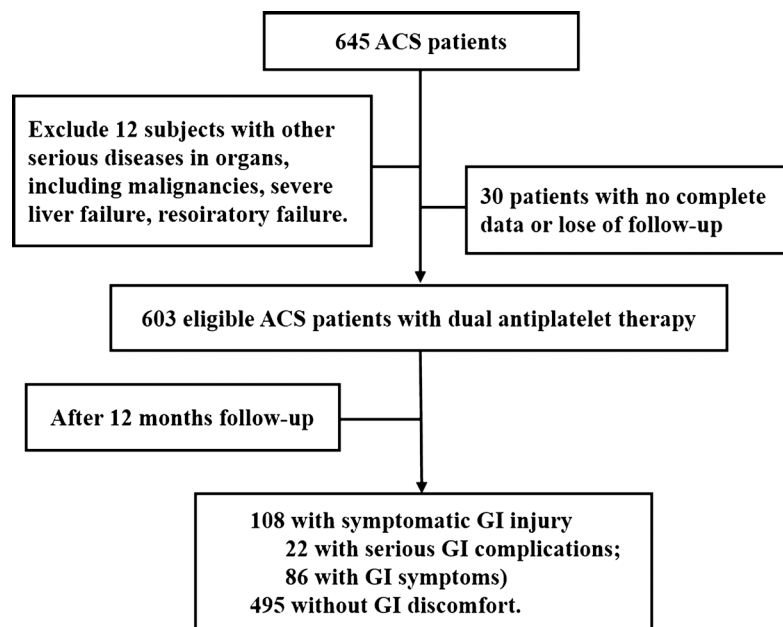 645 ACS patients
Exclude 12 subjects with other
serious diseases in organs,
including malignancies, severe
liver failure, resoiratory failure.
30 patients with no complete
data or lose of follow-up
603 eligible ACS patients with dual antiplatelet therapy
After 12 months follow-up
108 with symptomatic GI injury
22 with serious GI complications;
86 with GI symptoms)
495 without GI discomfort.